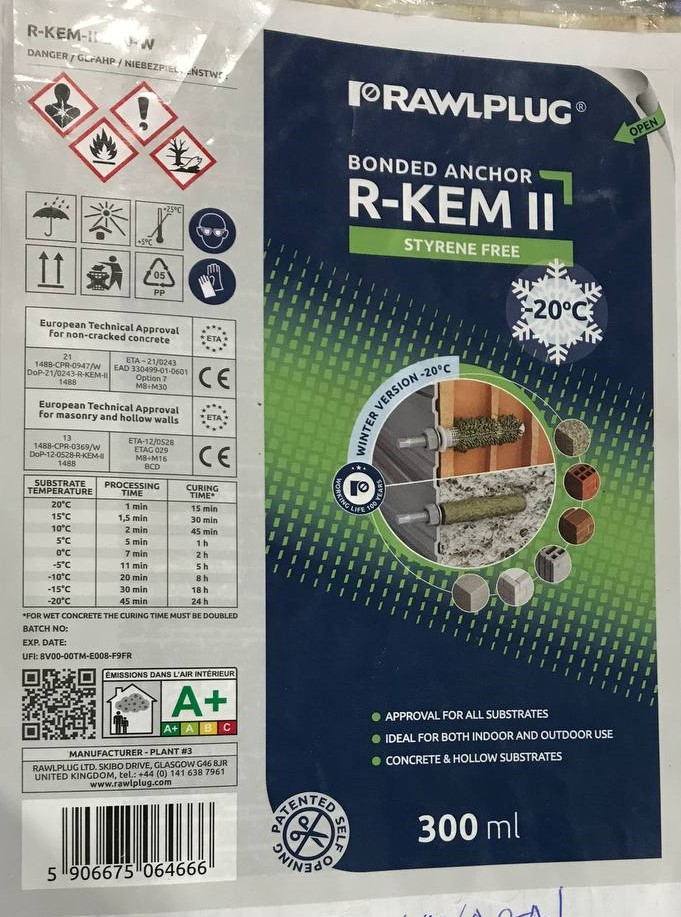 R-KEM-II
DANGER / GEFAHR / NIEBEZPIECZEŃSTWO
+25°C
+5°C
05
PP
European Technical Approval
for non-cracked concrete
ETA
21
1488-CPR-0947/W
DoP-21/0243-R-KEM-II
1488
ETA – 21/0243
EAD 330499-01-0601
Option 7
M8÷M30
CE
European Technical Approval
for masonry and hollow walls
ETA
13
1488-CPR-0369/W
DoP-12-0528-R-KEM-II
1488
ETA-12/0528
ETAG 029
M8÷M16
BCD
CE
SUBSTRATE TEMPERATURE PROCESSING TIME CURING TIME*
20°C 1 min 15 min
15°C 1,5 min 30 min
10°C 2 min 45 min
5°C 5 min 1 h
0°C 7 min 2 h
-5°C 11 min 5 h
-10°C 20 min 8 h
-15°C 30 min 18 h
-20°C 45 min 24 h
*FOR WET CONCRETE THE CURING TIME MUST BE DOUBLED
BATCH NO:
EXP. DATE:
UFI: 8V00-00TM-E008-F9FR
ÉMISSIONS DANS L'AIR INTÉRIEUR
A+
A+ A B C
MANUFACTURER - PLANT #3
RAWLPLUG LTD. SKIBO DRIVE, GLASGOW G46 8JR
UNITED KINGDOM, tel.: +44 (0) 141 638 7961
www.rawlplug.com
5 906675 064666
RAWLPLUG®
OPEN
BONDED ANCHOR
R-KEM II
STYRENE FREE
-20°C
WINTER VERSION -20°C
WORKING LIFE 100 YEARS
APPROVAL FOR ALL SUBSTRATES
IDEAL FOR BOTH INDOOR AND OUTDOOR USE
CONCRETE & HOLLOW SUBSTRATES
PATENTED SELF OPENING
300 ml